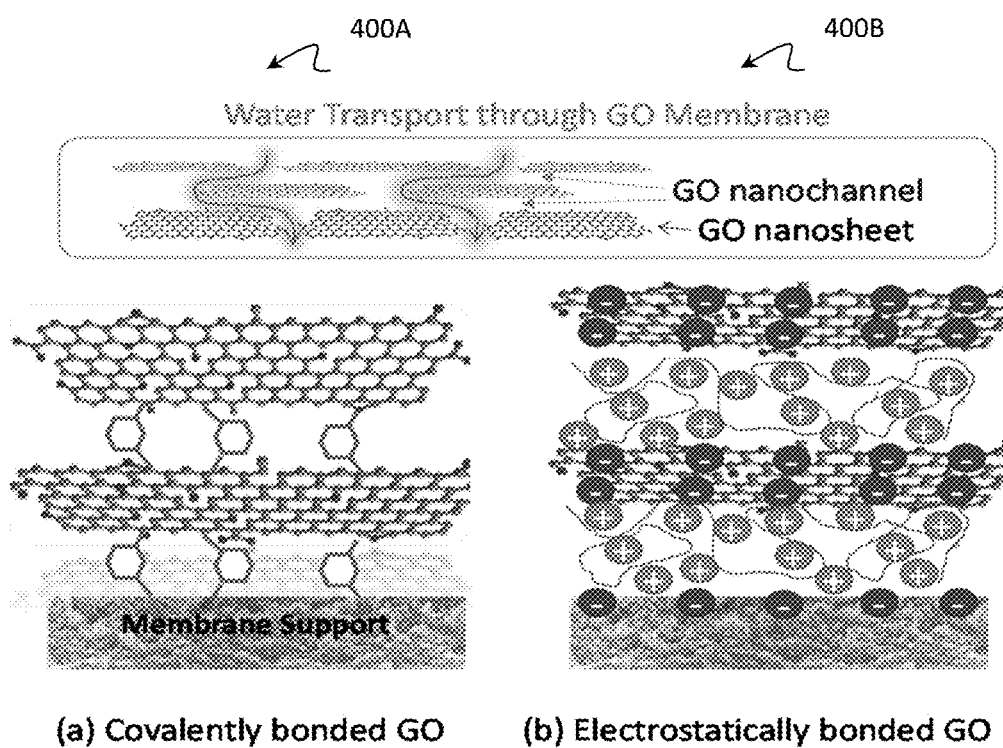 400A
400B
Water Transport through GO Membrane
GO nanochannel
GO nanosheet
Membrane Support
(a) Covalently bonded GO
(b) Electrostatically bonded GO